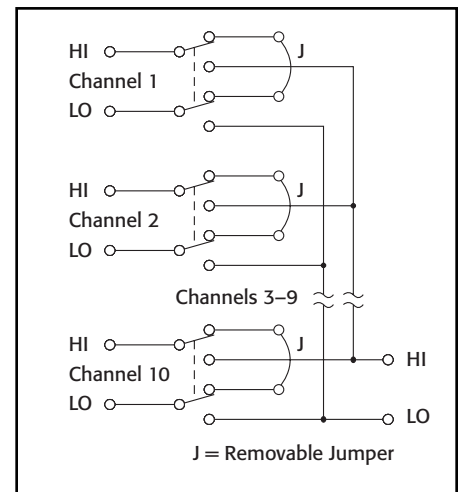 HI
J
Channel 1
LO
HI
J
Channel 2
LO
Channels 3–9
HI
J
HI
Channel 10
LO
LO
J = Removable Jumper